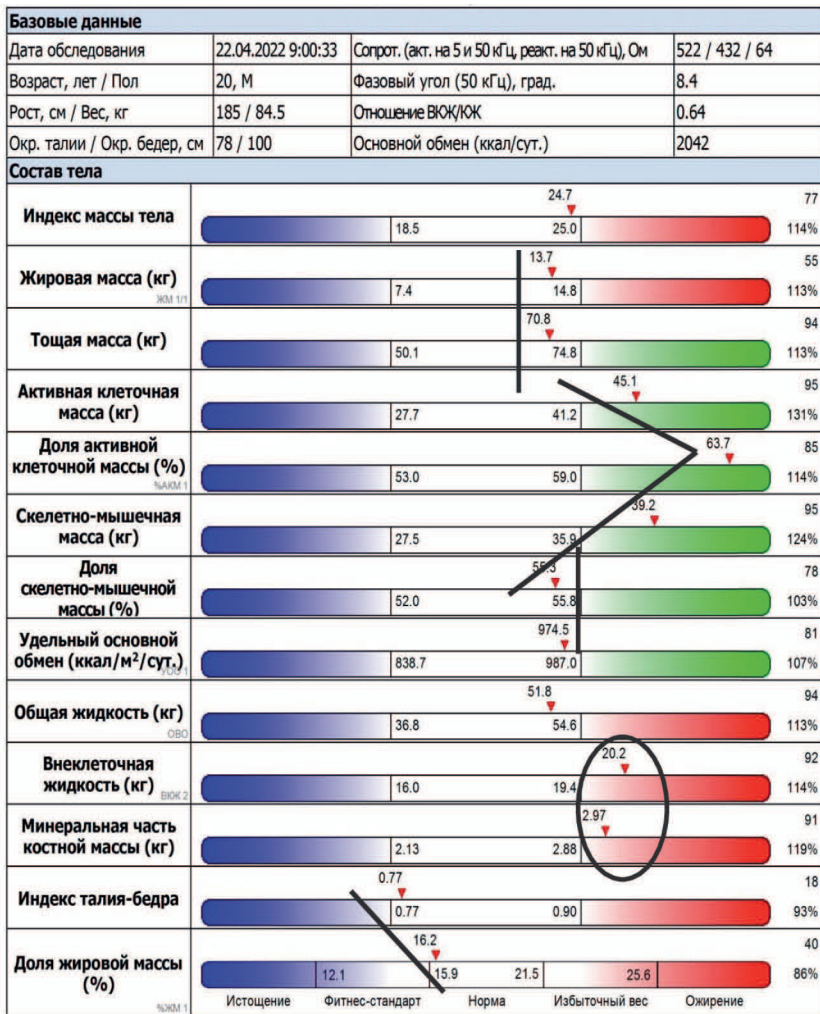 Базовые данные
Дата обследования 22.04.2022 9:00:33 Сопрот. (акт. на 5 и 50 кГц, реакт. на 50 кГц), Ом 522 / 432 / 64
Возраст, лет / Пол 20, М Фазовый угол (50 кГц), град. 8.4
Рост, см / Вес, кг 185 / 84.5 Отношение ВКЖ/КЖ 0.64
Окр. талии / Окр. бедер, см 78 / 100 Основной обмен (ккал/сут.) 2042
Состав тела
24.7 77
Индекс массы тела
18.5 25.0 114%
13.7 55
Жировая масса (кг)
ЖМ 1/1 7.4 14.8 113%
70.8 94
Тощая масса (кг)
50.1 74.8 113%
45.1 95
Активная клеточная
масса (кг) 27.7 41.2 131%
Доля активной 63.7 85
клеточной массы (%)
%АКМ 1 53.0 59.0 114%
39.2 95
Скелетно-мышечная
масса (кг) 27.5 35.9 124%
Доля 55.3 78
скелетно-мышечной
массы (%) 52.0 55.8 103%
Удельный основной 974.5 81
обмен (ккал/м²/сут.) 838.7 987.0 107%
УОО 1
51.8 94
Общая жидкость (кг)
ОВО 36.8 54.6 113%
20.2 92
Внеклеточная
жидкость (кг) 16.0 19.4 114%
ВКЖ 2
2.97 91
Минеральная часть
костной массы (кг) 2.13 2.88 119%
0.77 18
Индекс талия-бедра
0.77 0.90 93%
16.2 40
Доля жировой массы
(%) 12.1 15.9 21.5 25.6 86%
%ЖМ 1 Истощение Фитнес-стандарт Норма Избыточный вес Ожирение